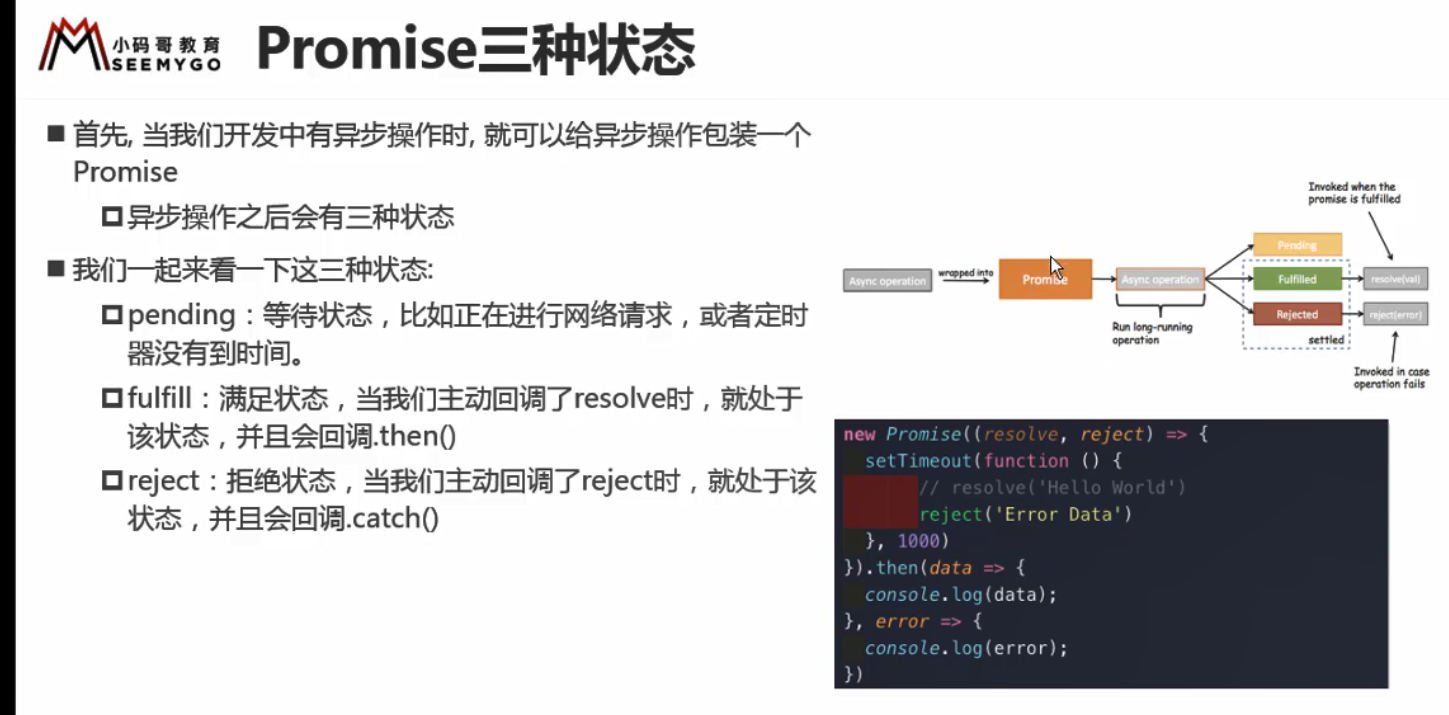 小码哥教育
SEEMYGO
Promise三种状态
■ 首先, 当我们开发中有异步操作时, 就可以给异步操作包装一个
Promise
异步操作之后会有三种状态
■ 我们一起来看一下这三种状态:
pending：等待状态，比如正在进行网络请求，或者定时
器没有到时间。
fulfill：满足状态，当我们主动回调了resolve时，就处于
该状态，并且会回调.then()
reject：拒绝状态，当我们主动回调了reject时，就处于该
状态，并且会回调.catch()
Invoked when the
promise is fulfilled
Async operation
wrapped into
Promise
Async operation
Run long-running
operation
Pending
Fulfilled
Rejected
settled
resolve(val)
reject(error)
Invoked in case
operation fails
new Promise((resolve, reject) => {
setTimeout(function () {
// resolve('Hello World')
reject('Error Data')
}, 1000)
}).then(data => {
console.log(data);
}, error => {
console.log(error);
})